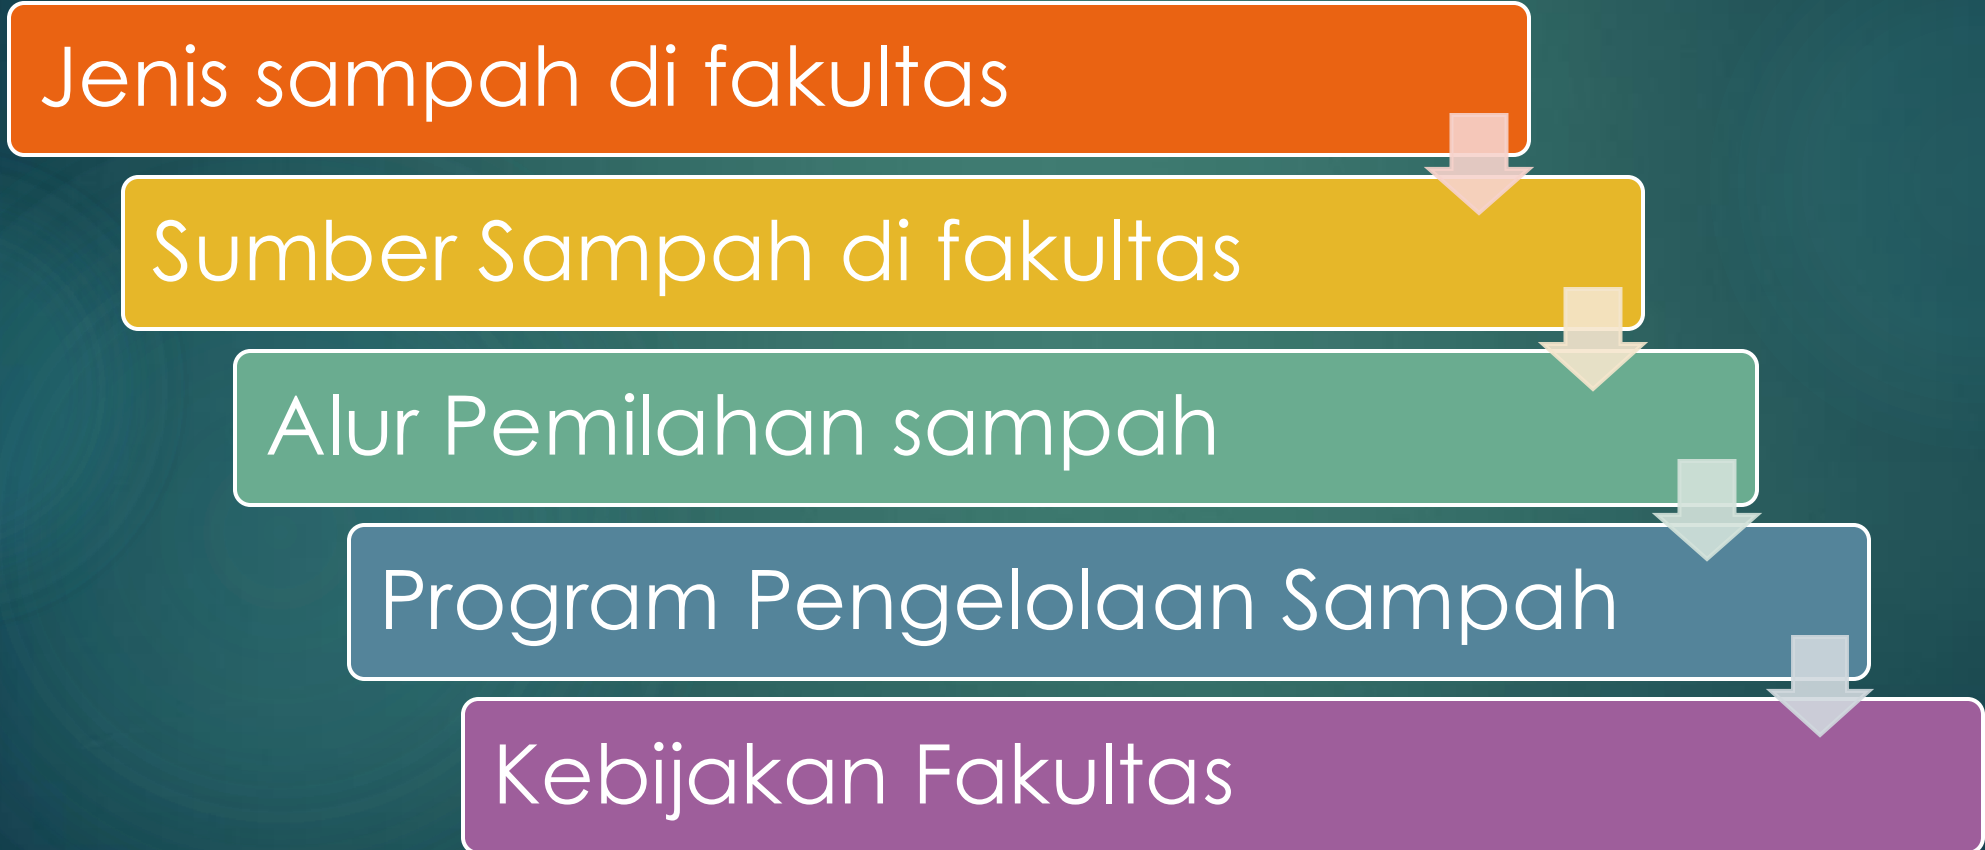 Jenis sampah di fakultas
Sumber Sampah di fakultas
Alur Pemilahan sampah
Program Pengelolaan Sampah
Kebijakan Fakultas